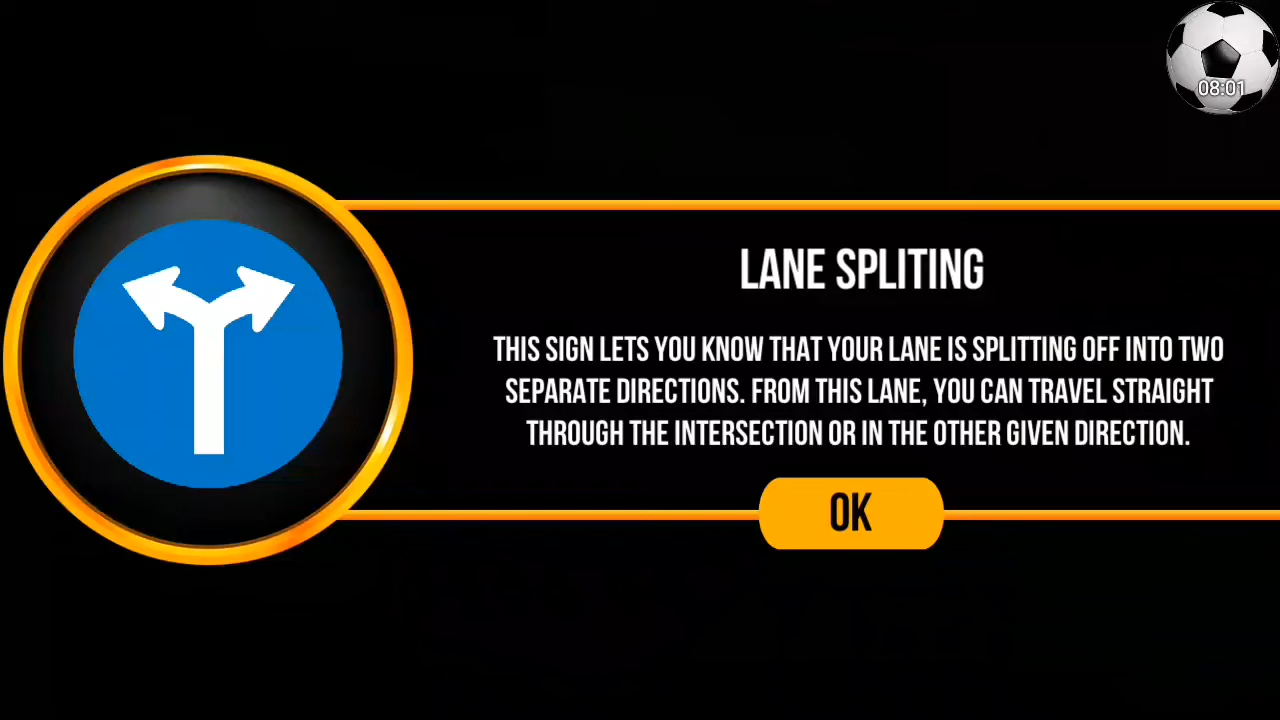 08:01
LANE SPLITING
THIS SIGN LETS YOU KNOW THAT YOUR LANE IS SPLITTING OFF INTO TWO
SEPARATE DIRECTIONS. FROM THIS LANE, YOU CAN TRAVEL STRAIGHT
THROUGH THE INTERSECTION OR IN THE OTHER GIVEN DIRECTION.
OK